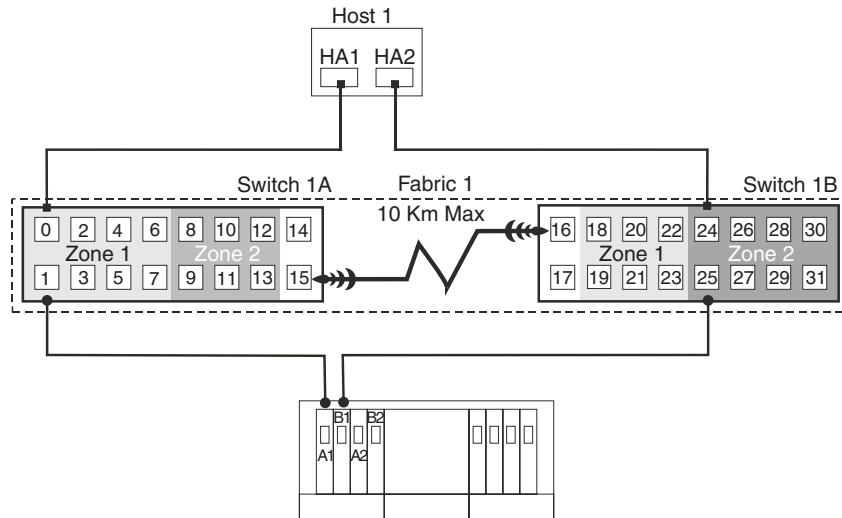 Host 1
HA1 HA2
Switch 1A Fabric 1 Switch 1B
10 Km Max
0 2 4 6 8 10 12 14 16 18 20 22 24 26 28 30
Zone 1 Zone 2 Zone 1 Zone 2
1 3 5 7 9 11 13 15 17 19 21 23 25 27 29 31
B1 B2
A1 A2